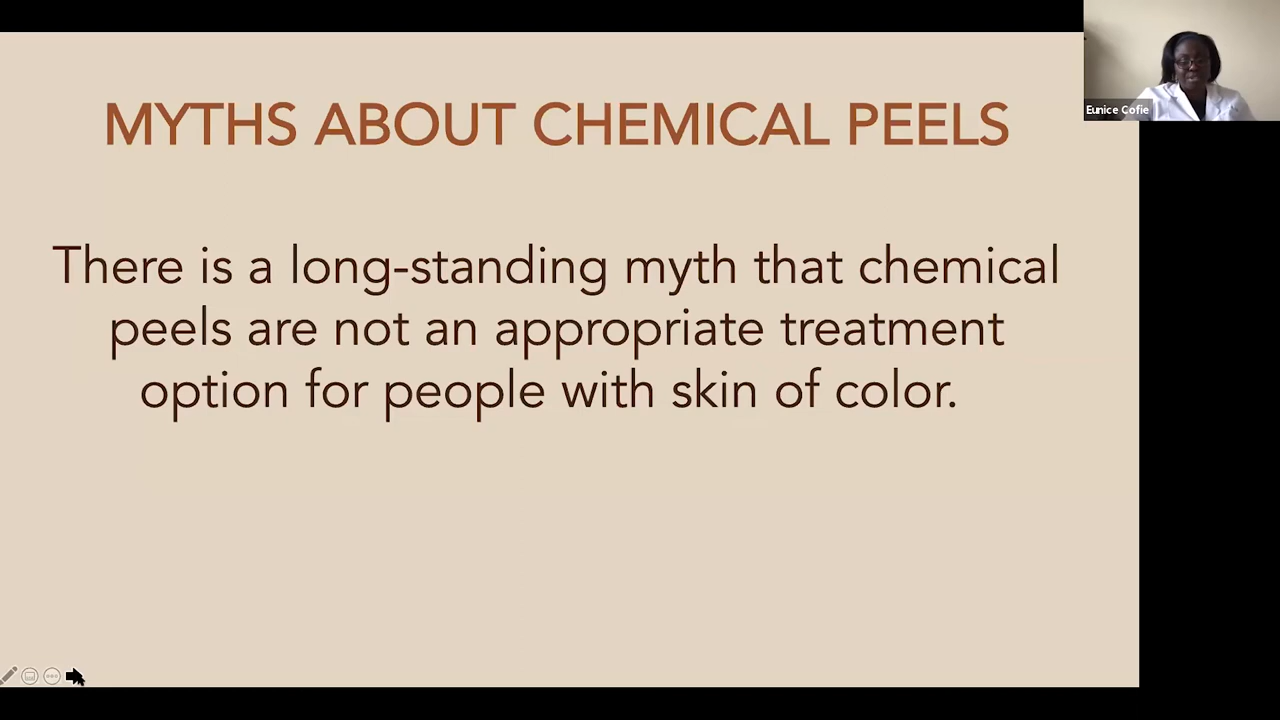 MYTHS ABOUT CHEMICAL PEELS
There is a long-standing myth that chemical
peels are not an appropriate treatment
option for people with skin of color.
Eunice Cofie